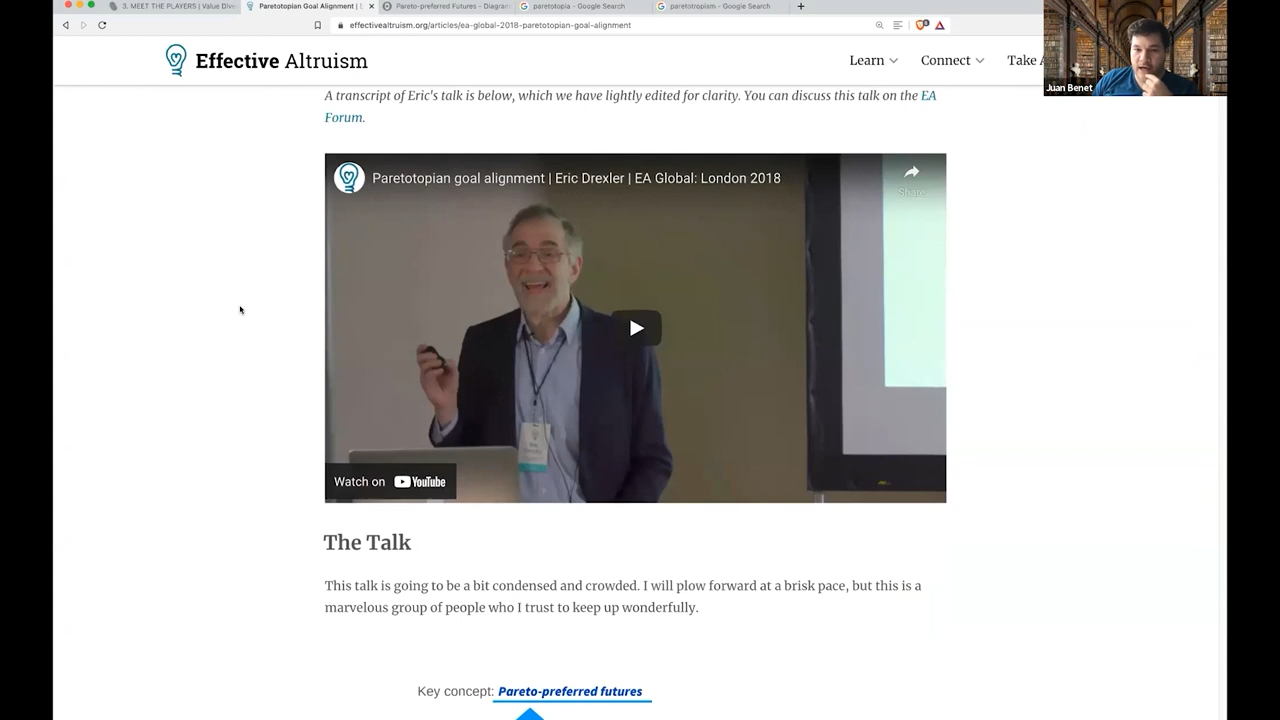 3. MEET THE PLAYERS | Value Dive
Paretotopian Goal Alignment | E
Pareto-preferred Futures – Diagram
paretotopia - Google Search
paretotropism - Google Search
effectivealtruism.org/articles/ea-global-2018-paretotopian-goal-alignment
Effective Altruism
Learn
Connect
Take A
Juan Benet
A transcript of Eric's talk is below, which we have lightly edited for clarity. You can discuss this talk on the EA
Forum.
Paretotopian goal alignment | Eric Drexler | EA Global: London 2018
Share
Watch on YouTube
The Talk
This talk is going to be a bit condensed and crowded. I will plow forward at a brisk pace, but this is a
marvelous group of people who I trust to keep up wonderfully.
Key concept: Pareto-preferred futures